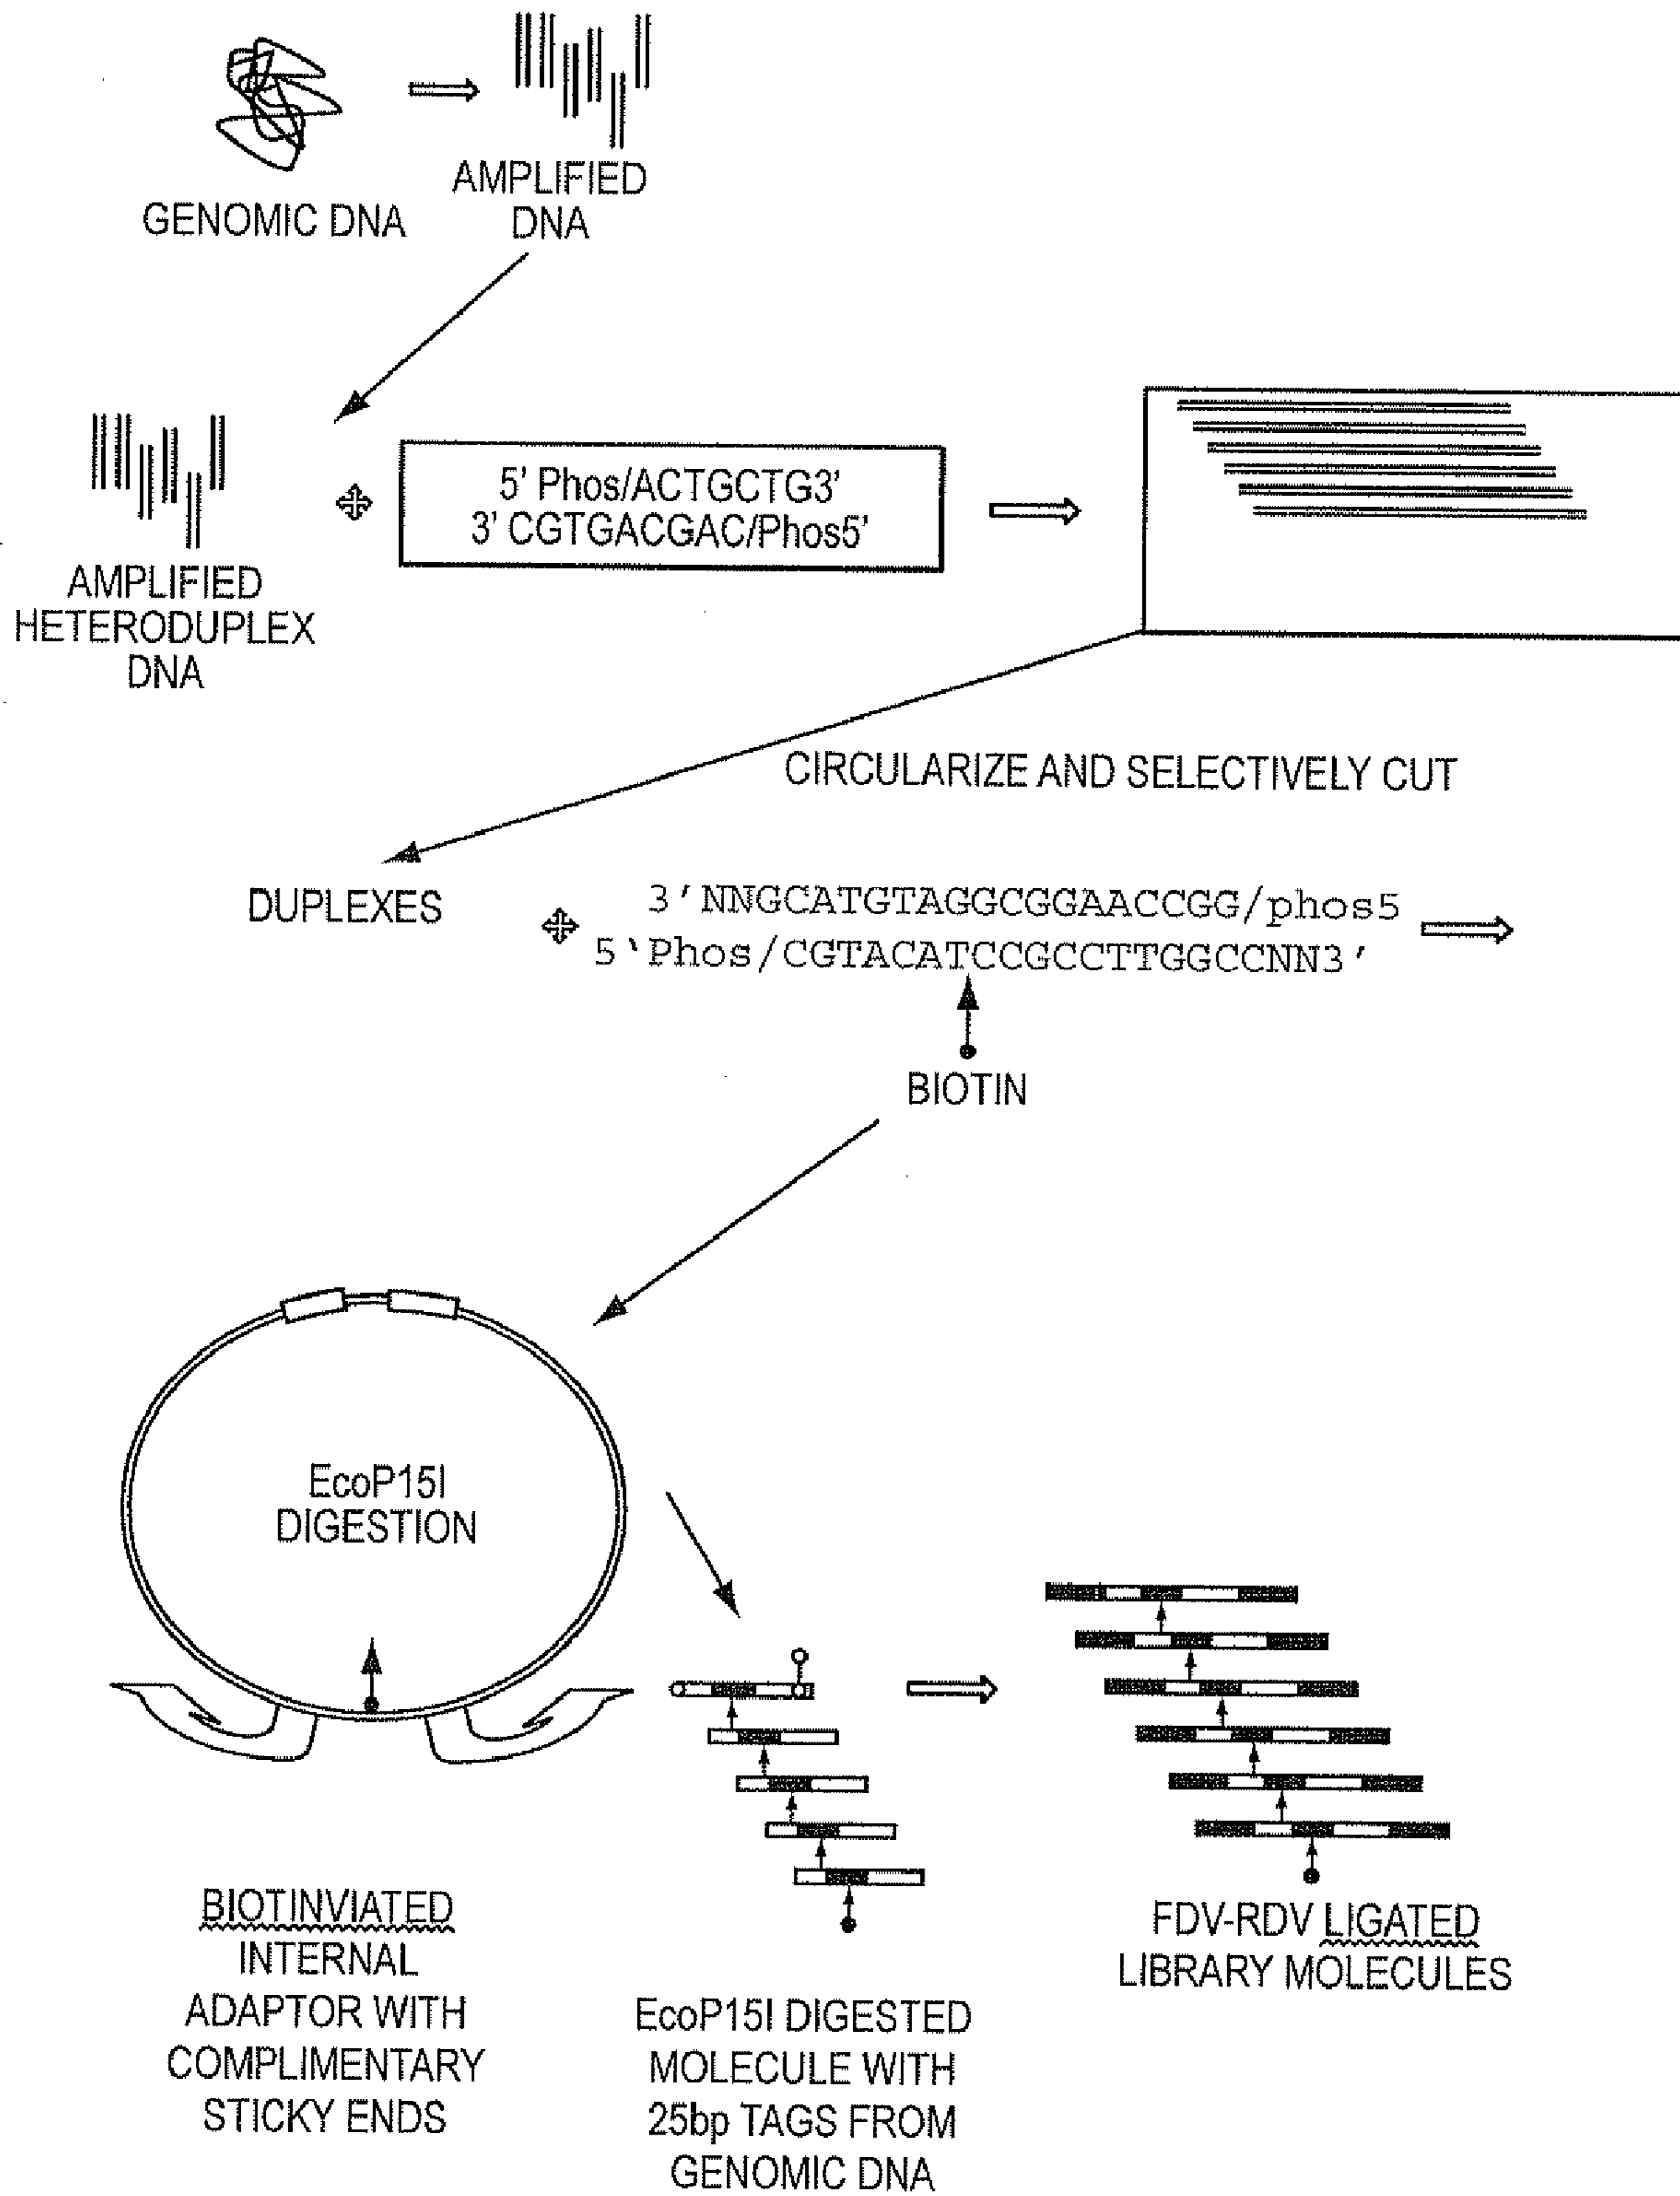 GENOMIC DNA
AMPLIFIED
DNA
AMPLIFIED
HETERODUPLEX
DNA
5' Phos/ACTGCTG3'
3' CGTGACGAC/Phos5'
CIRCULARIZE AND SELECTIVELY CUT
DUPLEXES
3'NNGCATGTAGGCGGAACCGG/phos5
5'Phos/CGTACATCCGCCTTGGCCNN3'
BIOTIN
EcoP15I
DIGESTION
BIOTINVIATED
INTERNAL
ADAPTOR WITH
COMPLIMENTARY
STICKY ENDS
EcoP15I DIGESTED
MOLECULE WITH
25bp TAGS FROM
GENOMIC DNA
FDV-RDV LIGATED
LIBRARY MOLECULES